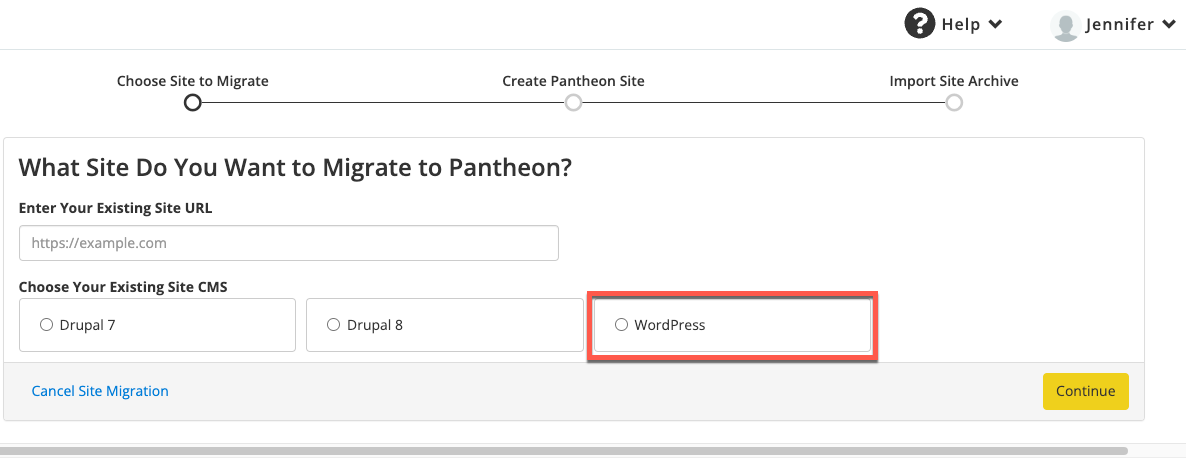 ? Help Jennifer
Choose Site to Migrate Create Pantheon Site Import Site Archive
What Site Do You Want to Migrate to Pantheon?
Enter Your Existing Site URL
https://example.com
Choose Your Existing Site CMS
Drupal 7 Drupal 8 WordPress
Cancel Site Migration Continue